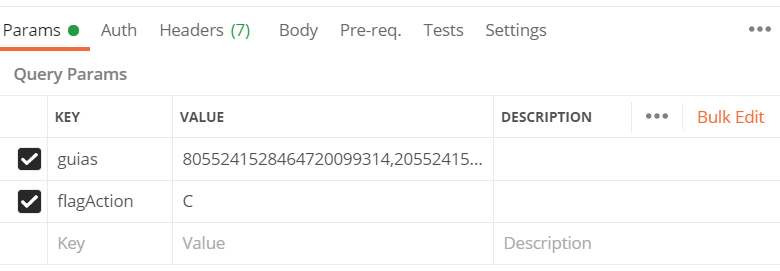 Params Auth Headers (7) Body Pre-req. Tests Settings
Query Params
KEY VALUE DESCRIPTION Bulk Edit
guias 8055241528464720099314,20552415...
flagAction C
Key Value Description